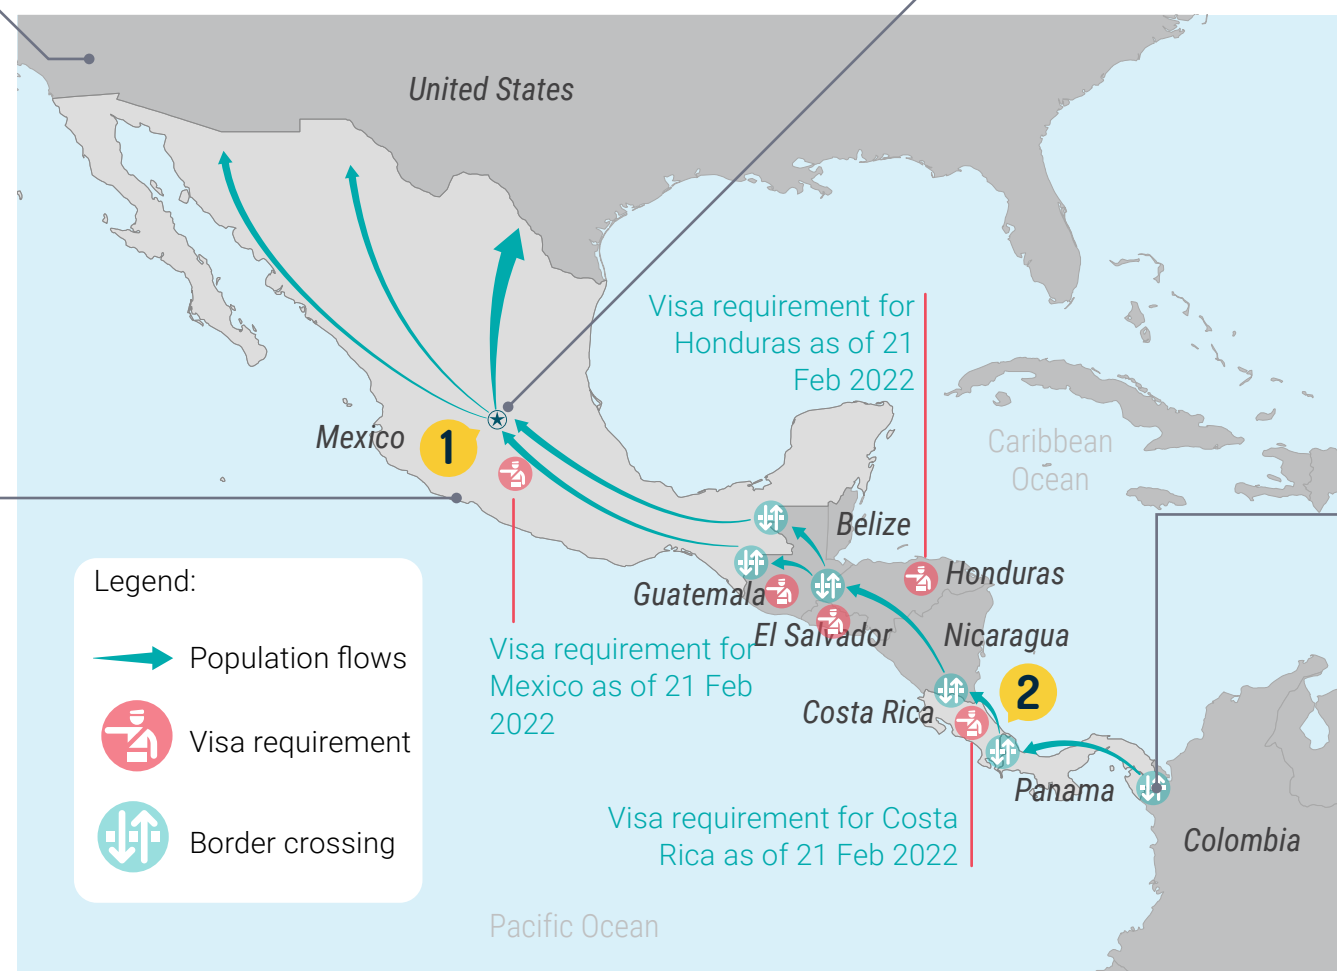 United States
Visa requirement for
Honduras as of 21
Feb 2022
Mexico
1
Caribbean
Ocean
Belize
Honduras
Guatemala
El Salvador
Nicaragua
Visa requirement for
Mexico as of 21 Feb
2022
2
Costa Rica
Panama
Colombia
Visa requirement for Costa
Rica as of 21 Feb 2022
Legend:
Population flows
Visa requirement
Border crossing
Pacific Ocean